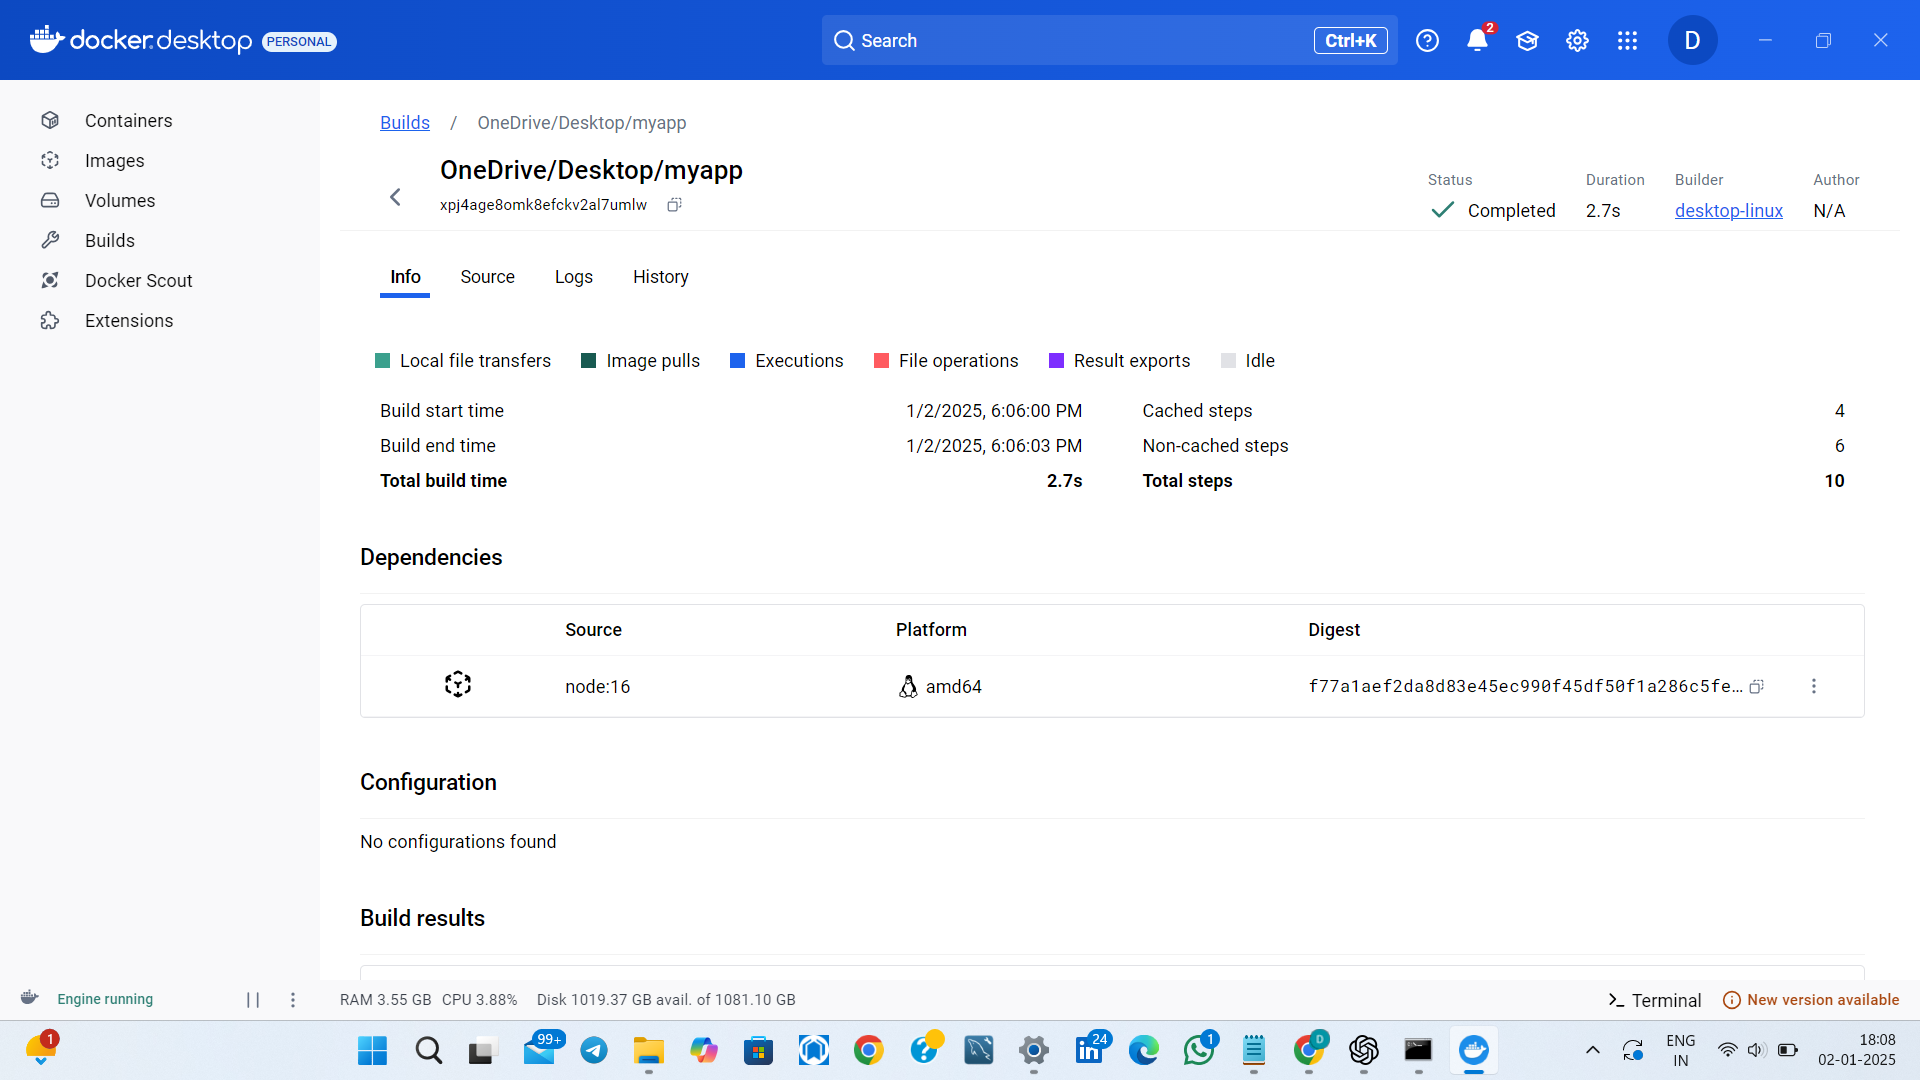 docker.desktop PERSONAL
Search
Ctrl+K
2
D
Containers
Images
Volumes
Builds
Docker Scout
Extensions
Builds / OneDrive/Desktop/myapp
OneDrive/Desktop/myapp
xpj4age8omk8efckv2al7umlw
Status Duration Builder Author
Completed 2.7s desktop-linux N/A
Info Source Logs History
Local file transfers Image pulls Executions File operations Result exports Idle
Build start time 1/2/2025, 6:06:00 PM Cached steps 4
Build end time 1/2/2025, 6:06:03 PM Non-cached steps 6
Total build time 2.7s Total steps 10
Dependencies
Source Platform Digest
node:16 amd64 f77a1aef2da8d83e45ec990f45df50f1a286c5fe…
Configuration
No configurations found
Build results
Engine running RAM 3.55 GB CPU 3.88% Disk 1019.37 GB avail. of 1081.10 GB Terminal New version available
1 99+ 24 1 D
ENG
IN
18:08
02-01-2025